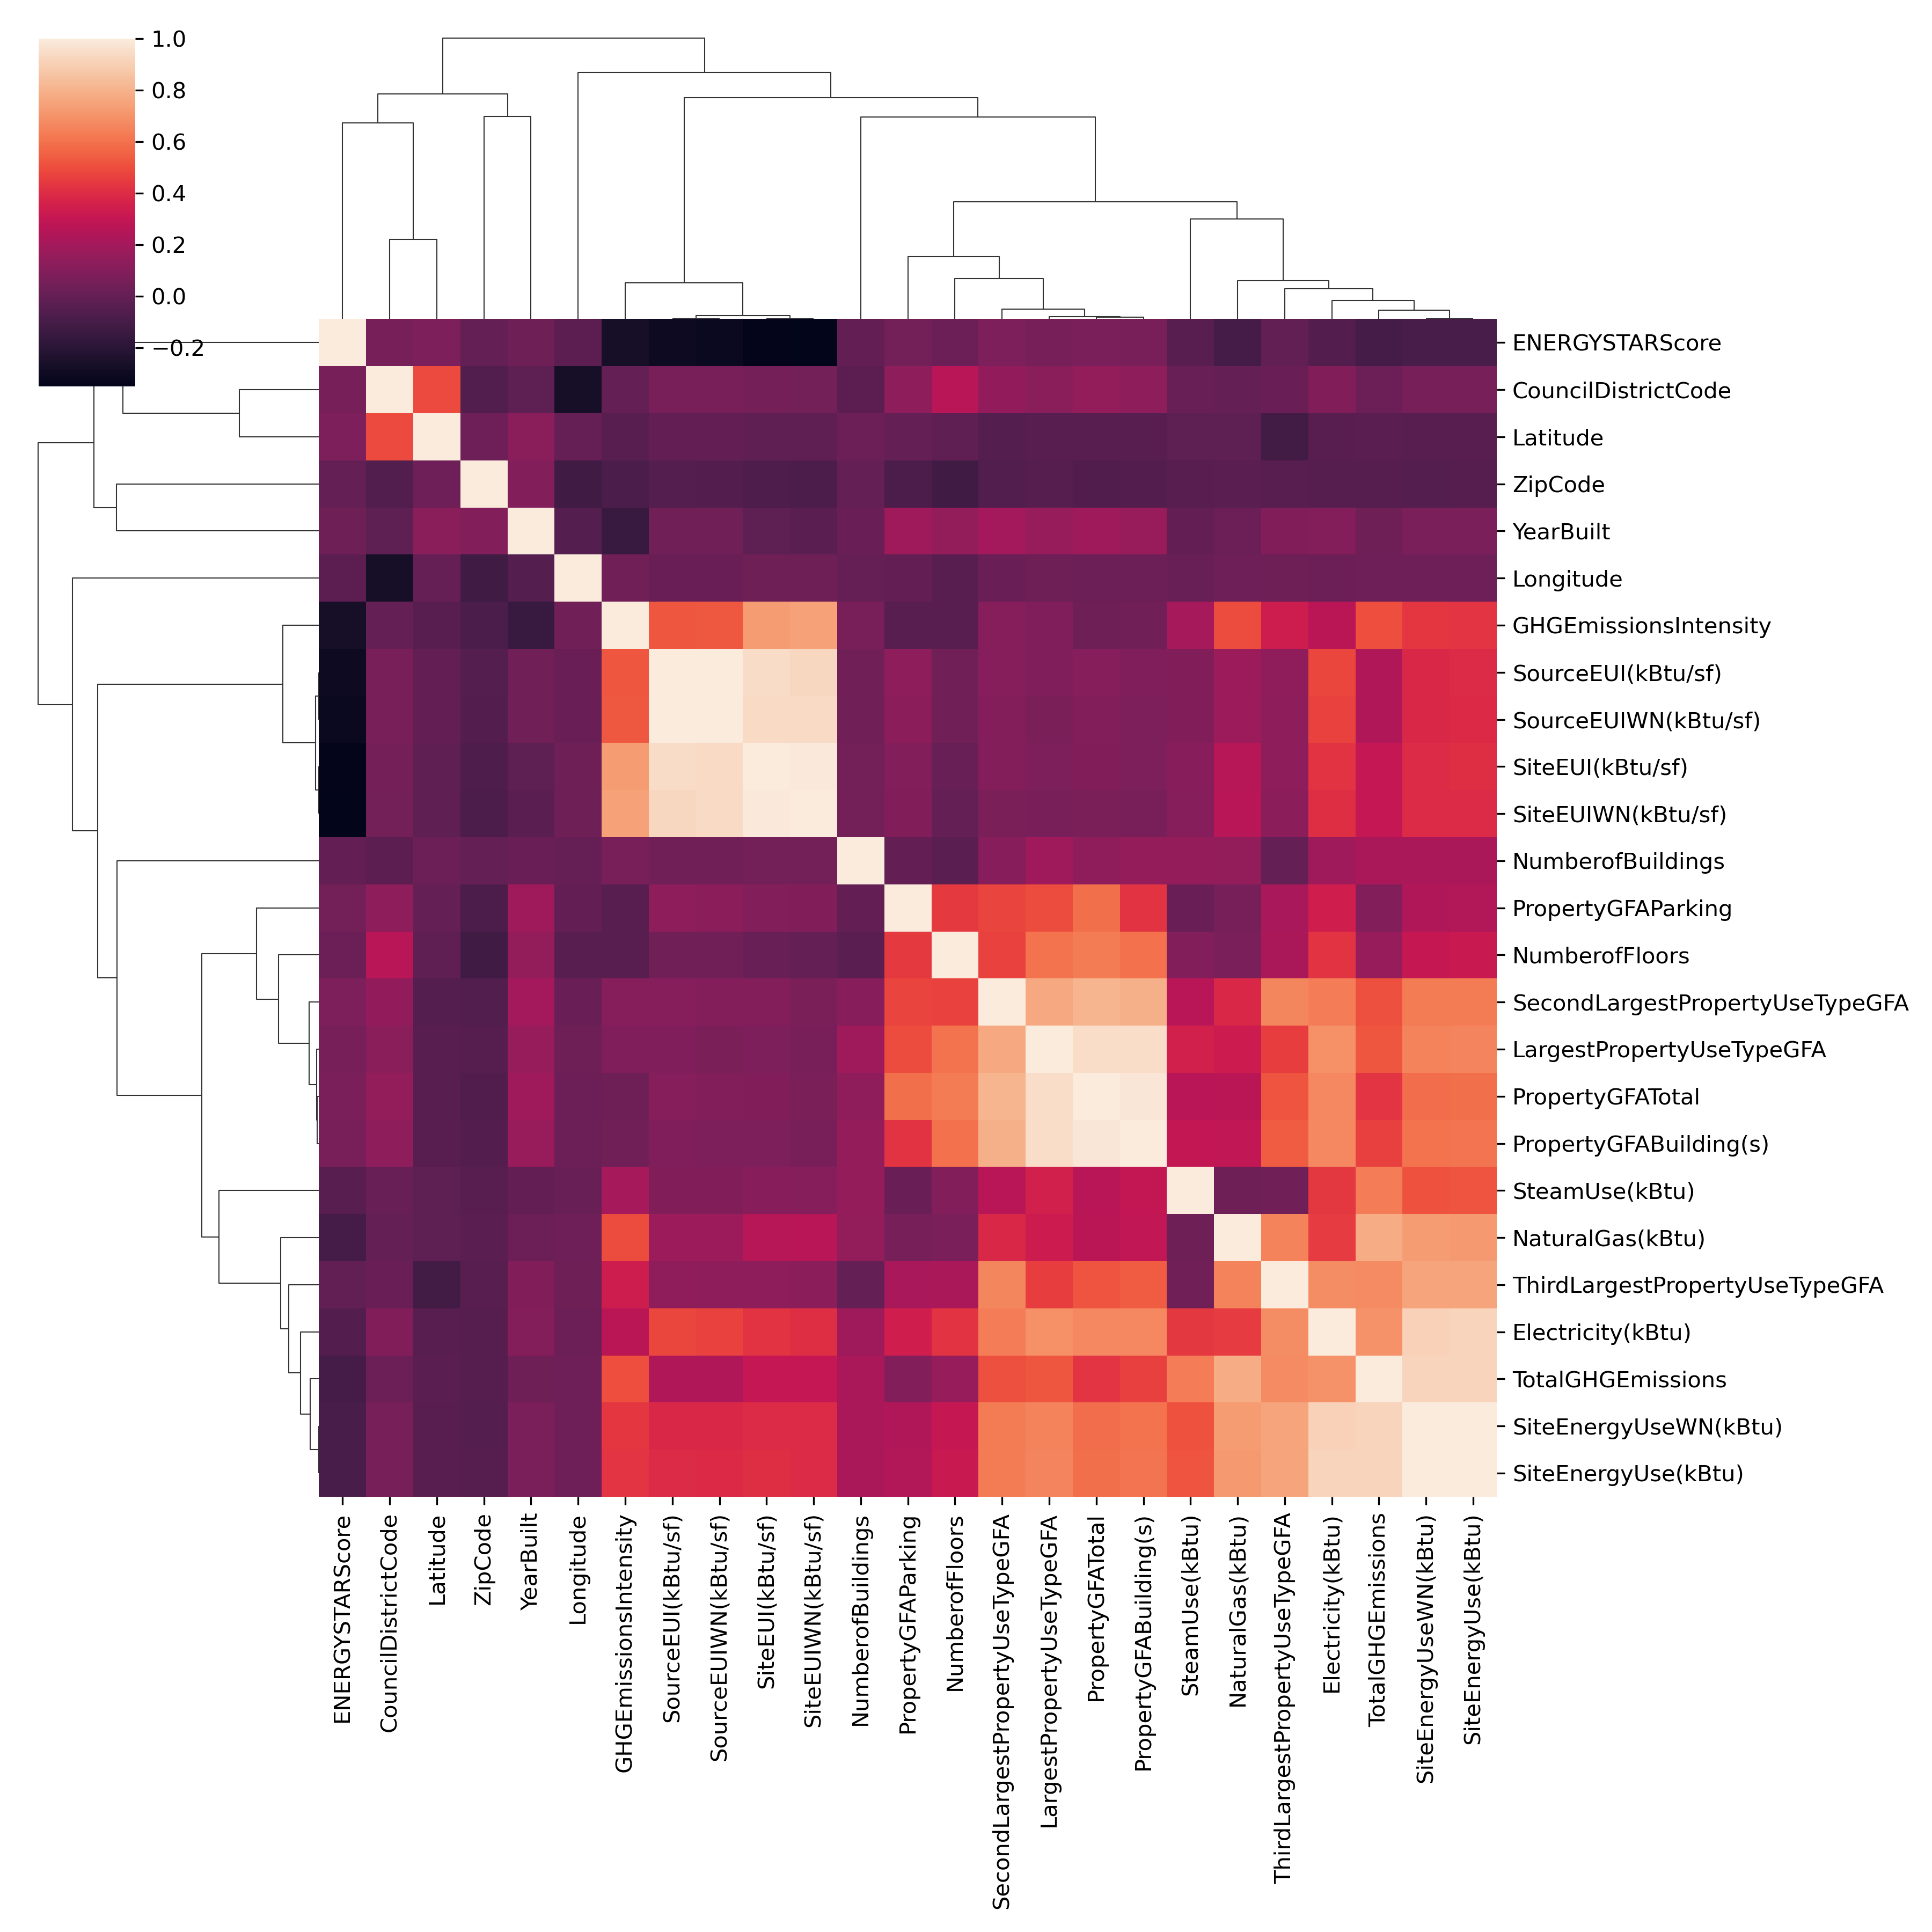 1.0
0.8
0.6
0.4
0.2
0.0
−0.2
ENERGYSTARScore
CouncilDistrictCode
Latitude
ZipCode
YearBuilt
Longitude
GHGEmissionsIntensity
SourceEUI(kBtu/sf)
SourceEUIWN(kBtu/sf)
SiteEUI(kBtu/sf)
SiteEUIWN(kBtu/sf)
NumberofBuildings
PropertyGFAParking
NumberofFloors
SecondLargestPropertyUseTypeGFA
LargestPropertyUseTypeGFA
PropertyGFATotal
PropertyGFABuilding(s)
SteamUse(kBtu)
NaturalGas(kBtu)
ThirdLargestPropertyUseTypeGFA
Electricity(kBtu)
TotalGHGEmissions
SiteEnergyUseWN(kBtu)
SiteEnergyUse(kBtu)
ENERGYSTARScore
CouncilDistrictCode
Latitude
ZipCode
YearBuilt
Longitude
GHGEmissionsIntensity
SourceEUI(kBtu/sf)
SourceEUIWN(kBtu/sf)
SiteEUI(kBtu/sf)
SiteEUIWN(kBtu/sf)
NumberofBuildings
PropertyGFAParking
NumberofFloors
SecondLargestPropertyUseTypeGFA
LargestPropertyUseTypeGFA
PropertyGFATotal
PropertyGFABuilding(s)
SteamUse(kBtu)
NaturalGas(kBtu)
ThirdLargestPropertyUseTypeGFA
Electricity(kBtu)
TotalGHGEmissions
SiteEnergyUseWN(kBtu)
SiteEnergyUse(kBtu)